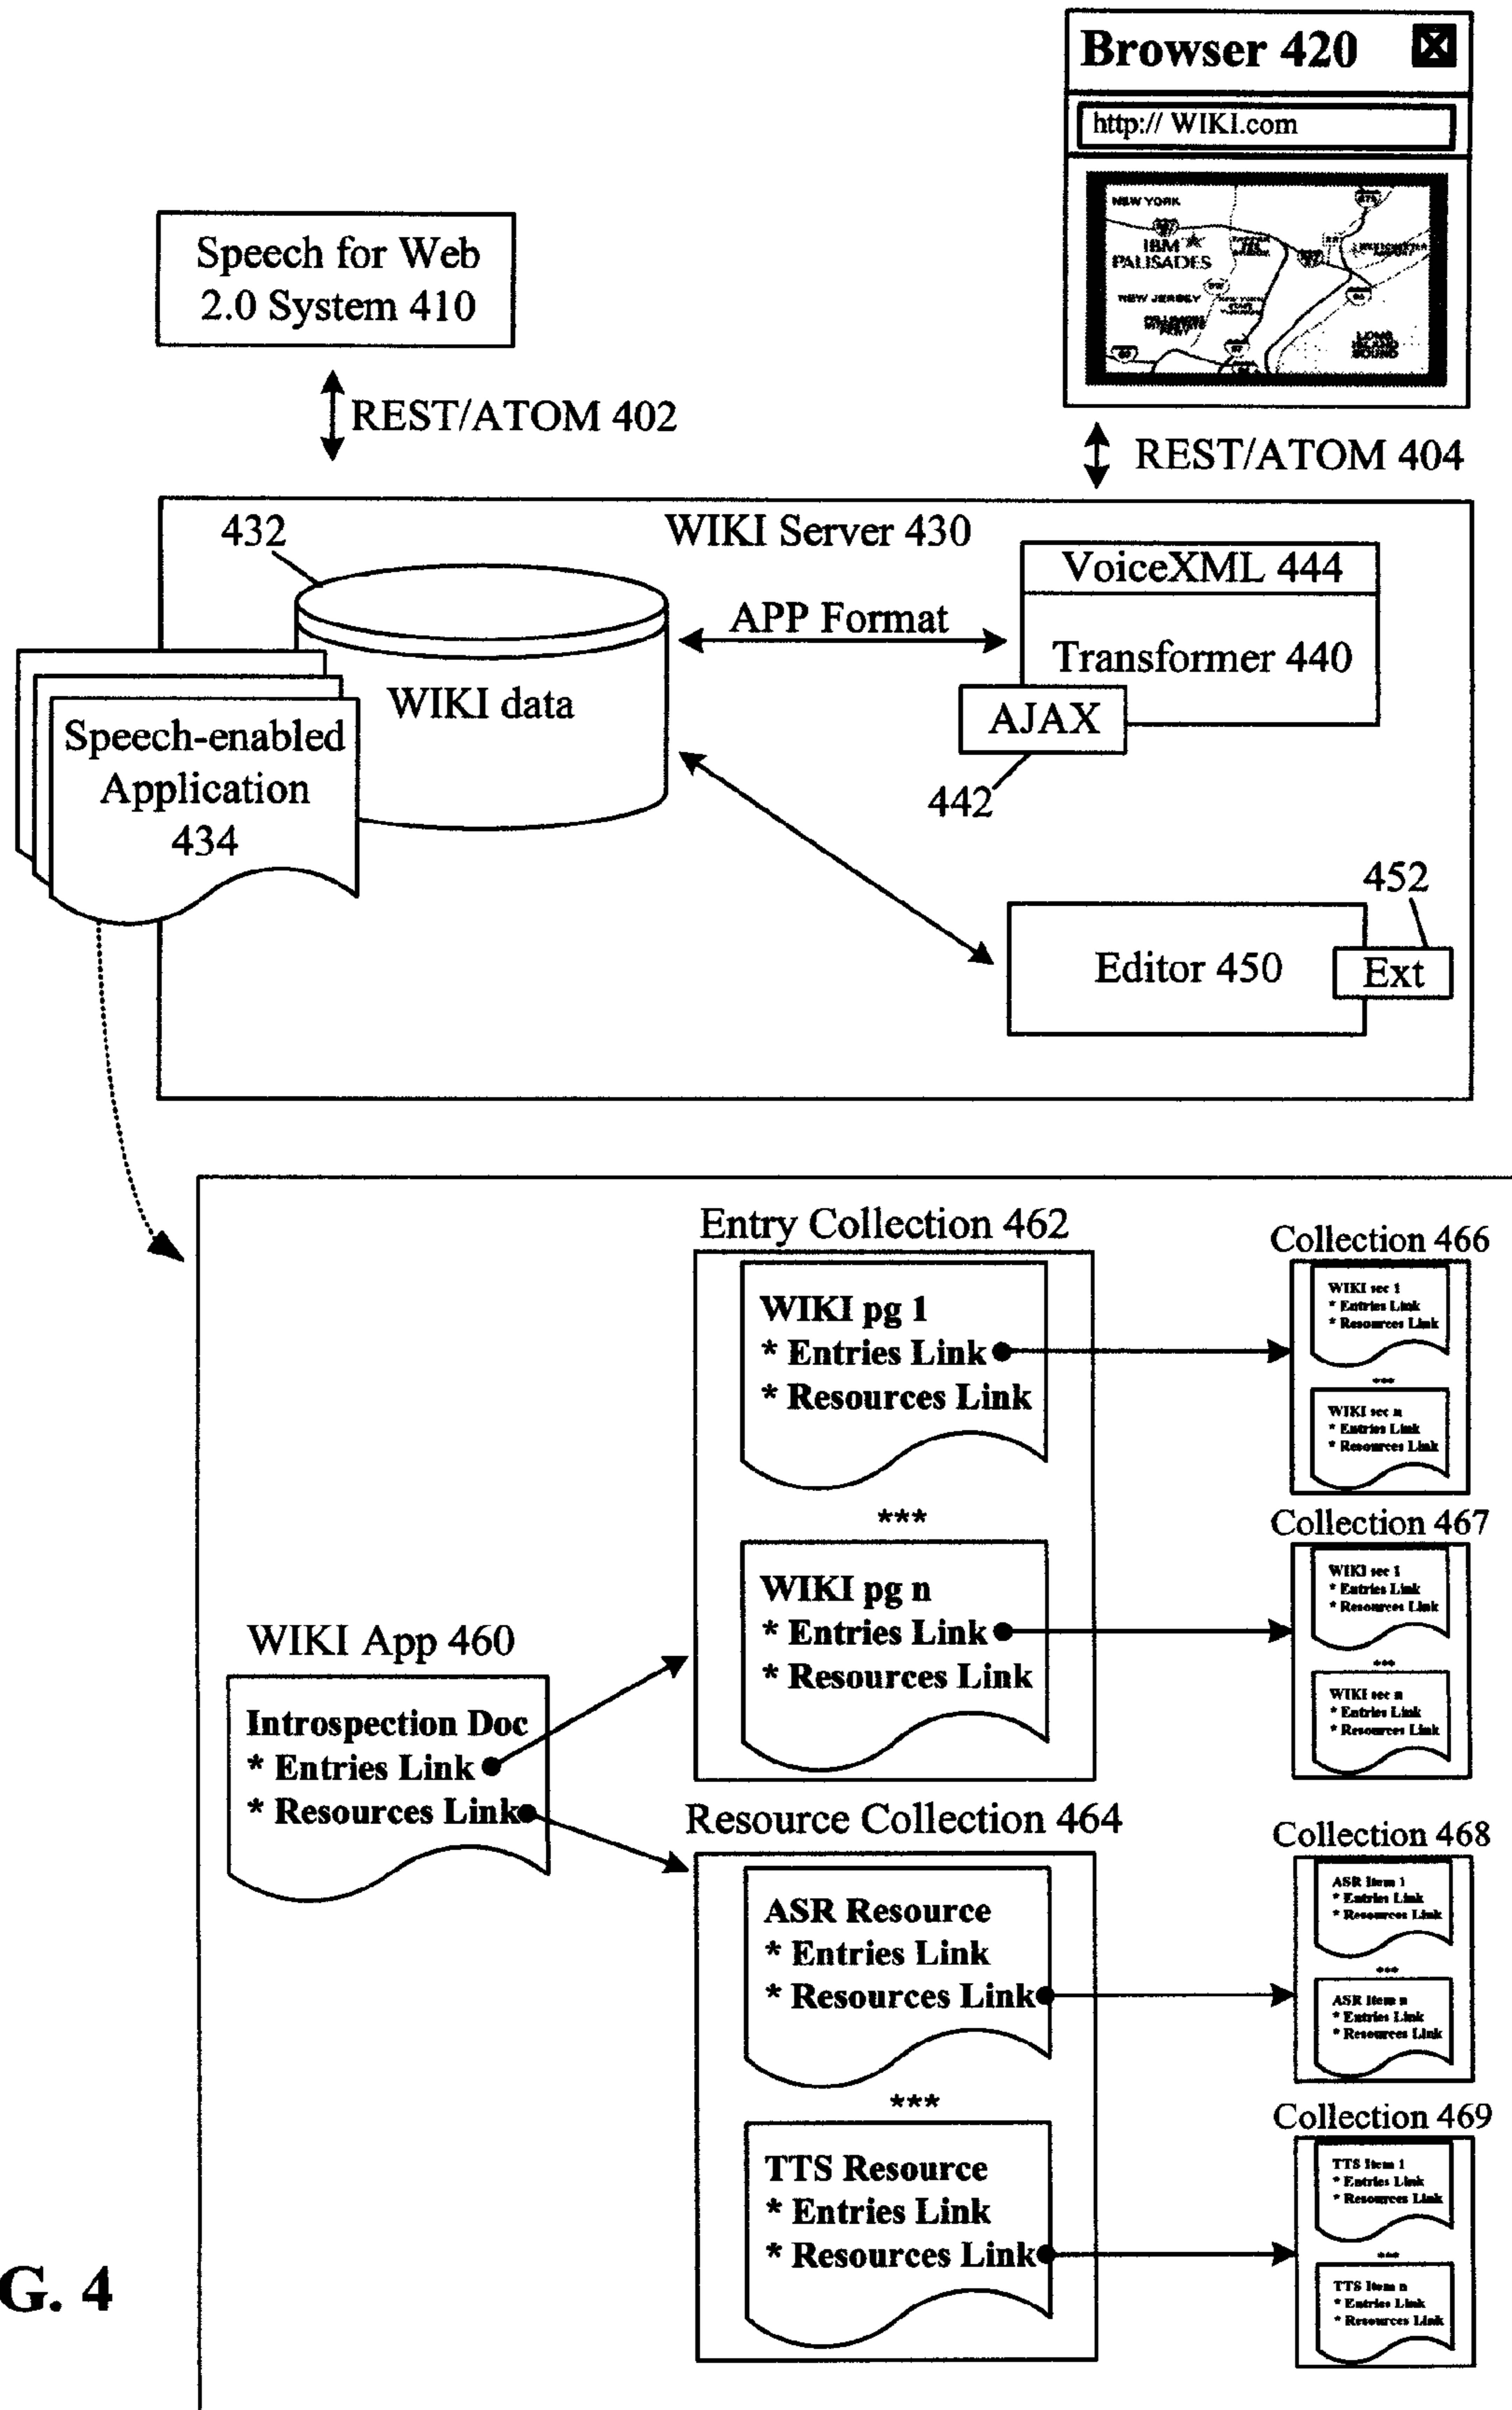 Browser 420
http:// WIKI.com
NEW YORK
IBM
PALISADES
NEW JERSEY
LONG
ISLAND
SOUND
Speech for Web
2.0 System 410
REST/ATOM 402
REST/ATOM 404
WIKI Server 430
432
WIKI data
APP Format
VoiceXML 444
Transformer 440
AJAX
442
Speech-enabled
Application
434
452
Editor 450
Ext
Entry Collection 462
WIKI pg 1
* Entries Link
* Resources Link
***
WIKI pg n
* Entries Link
* Resources Link
Collection 466
WIKI sec 1
* Entries Link
* Resources Link
***
WIKI sec n
* Entries Link
* Resources Link
Collection 467
WIKI sec 1
* Entries Link
* Resources Link
***
WIKI sec n
* Entries Link
* Resources Link
WIKI App 460
Introspection Doc
* Entries Link
* Resources Link
Resource Collection 464
ASR Resource
* Entries Link
* Resources Link
***
TTS Resource
* Entries Link
* Resources Link
Collection 468
ASR Item 1
* Entries Link
* Resources Link
***
ASR Item n
* Entries Link
* Resources Link
Collection 469
TTS Item 1
* Entries Link
* Resources Link
***
TTS Item n
* Entries Link
* Resources Link
G. 4